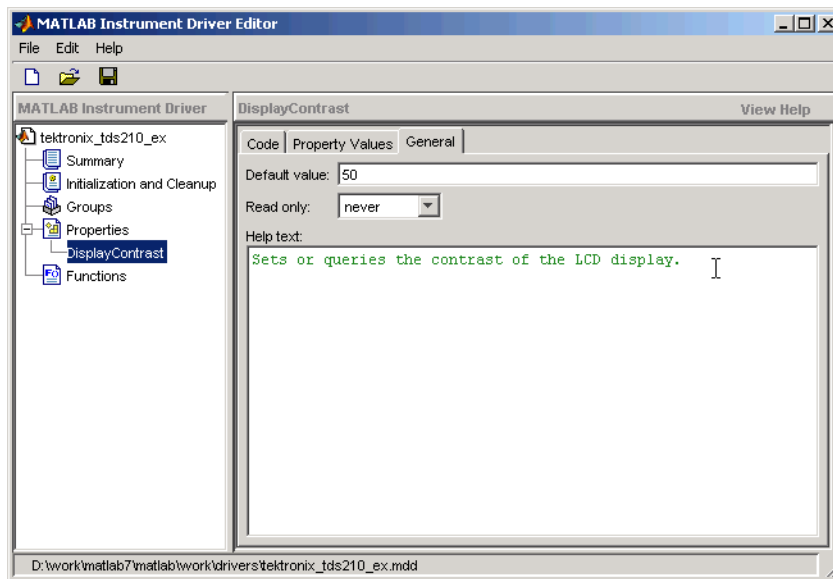 MATLAB Instrument Driver Editor
File Edit Help
MATLAB Instrument Driver
DisplayContrast
View Help
tektronix_tds210_ex
Summary
Initialization and Cleanup
Groups
Properties
DisplayContrast
Functions
Code Property Values General
Default value: 50
Read only: never
Help text:
Sets or queries the contrast of the LCD display.
D:\work\matlab7\matlab\work\drivers\tektronix_tds210_ex.mdd